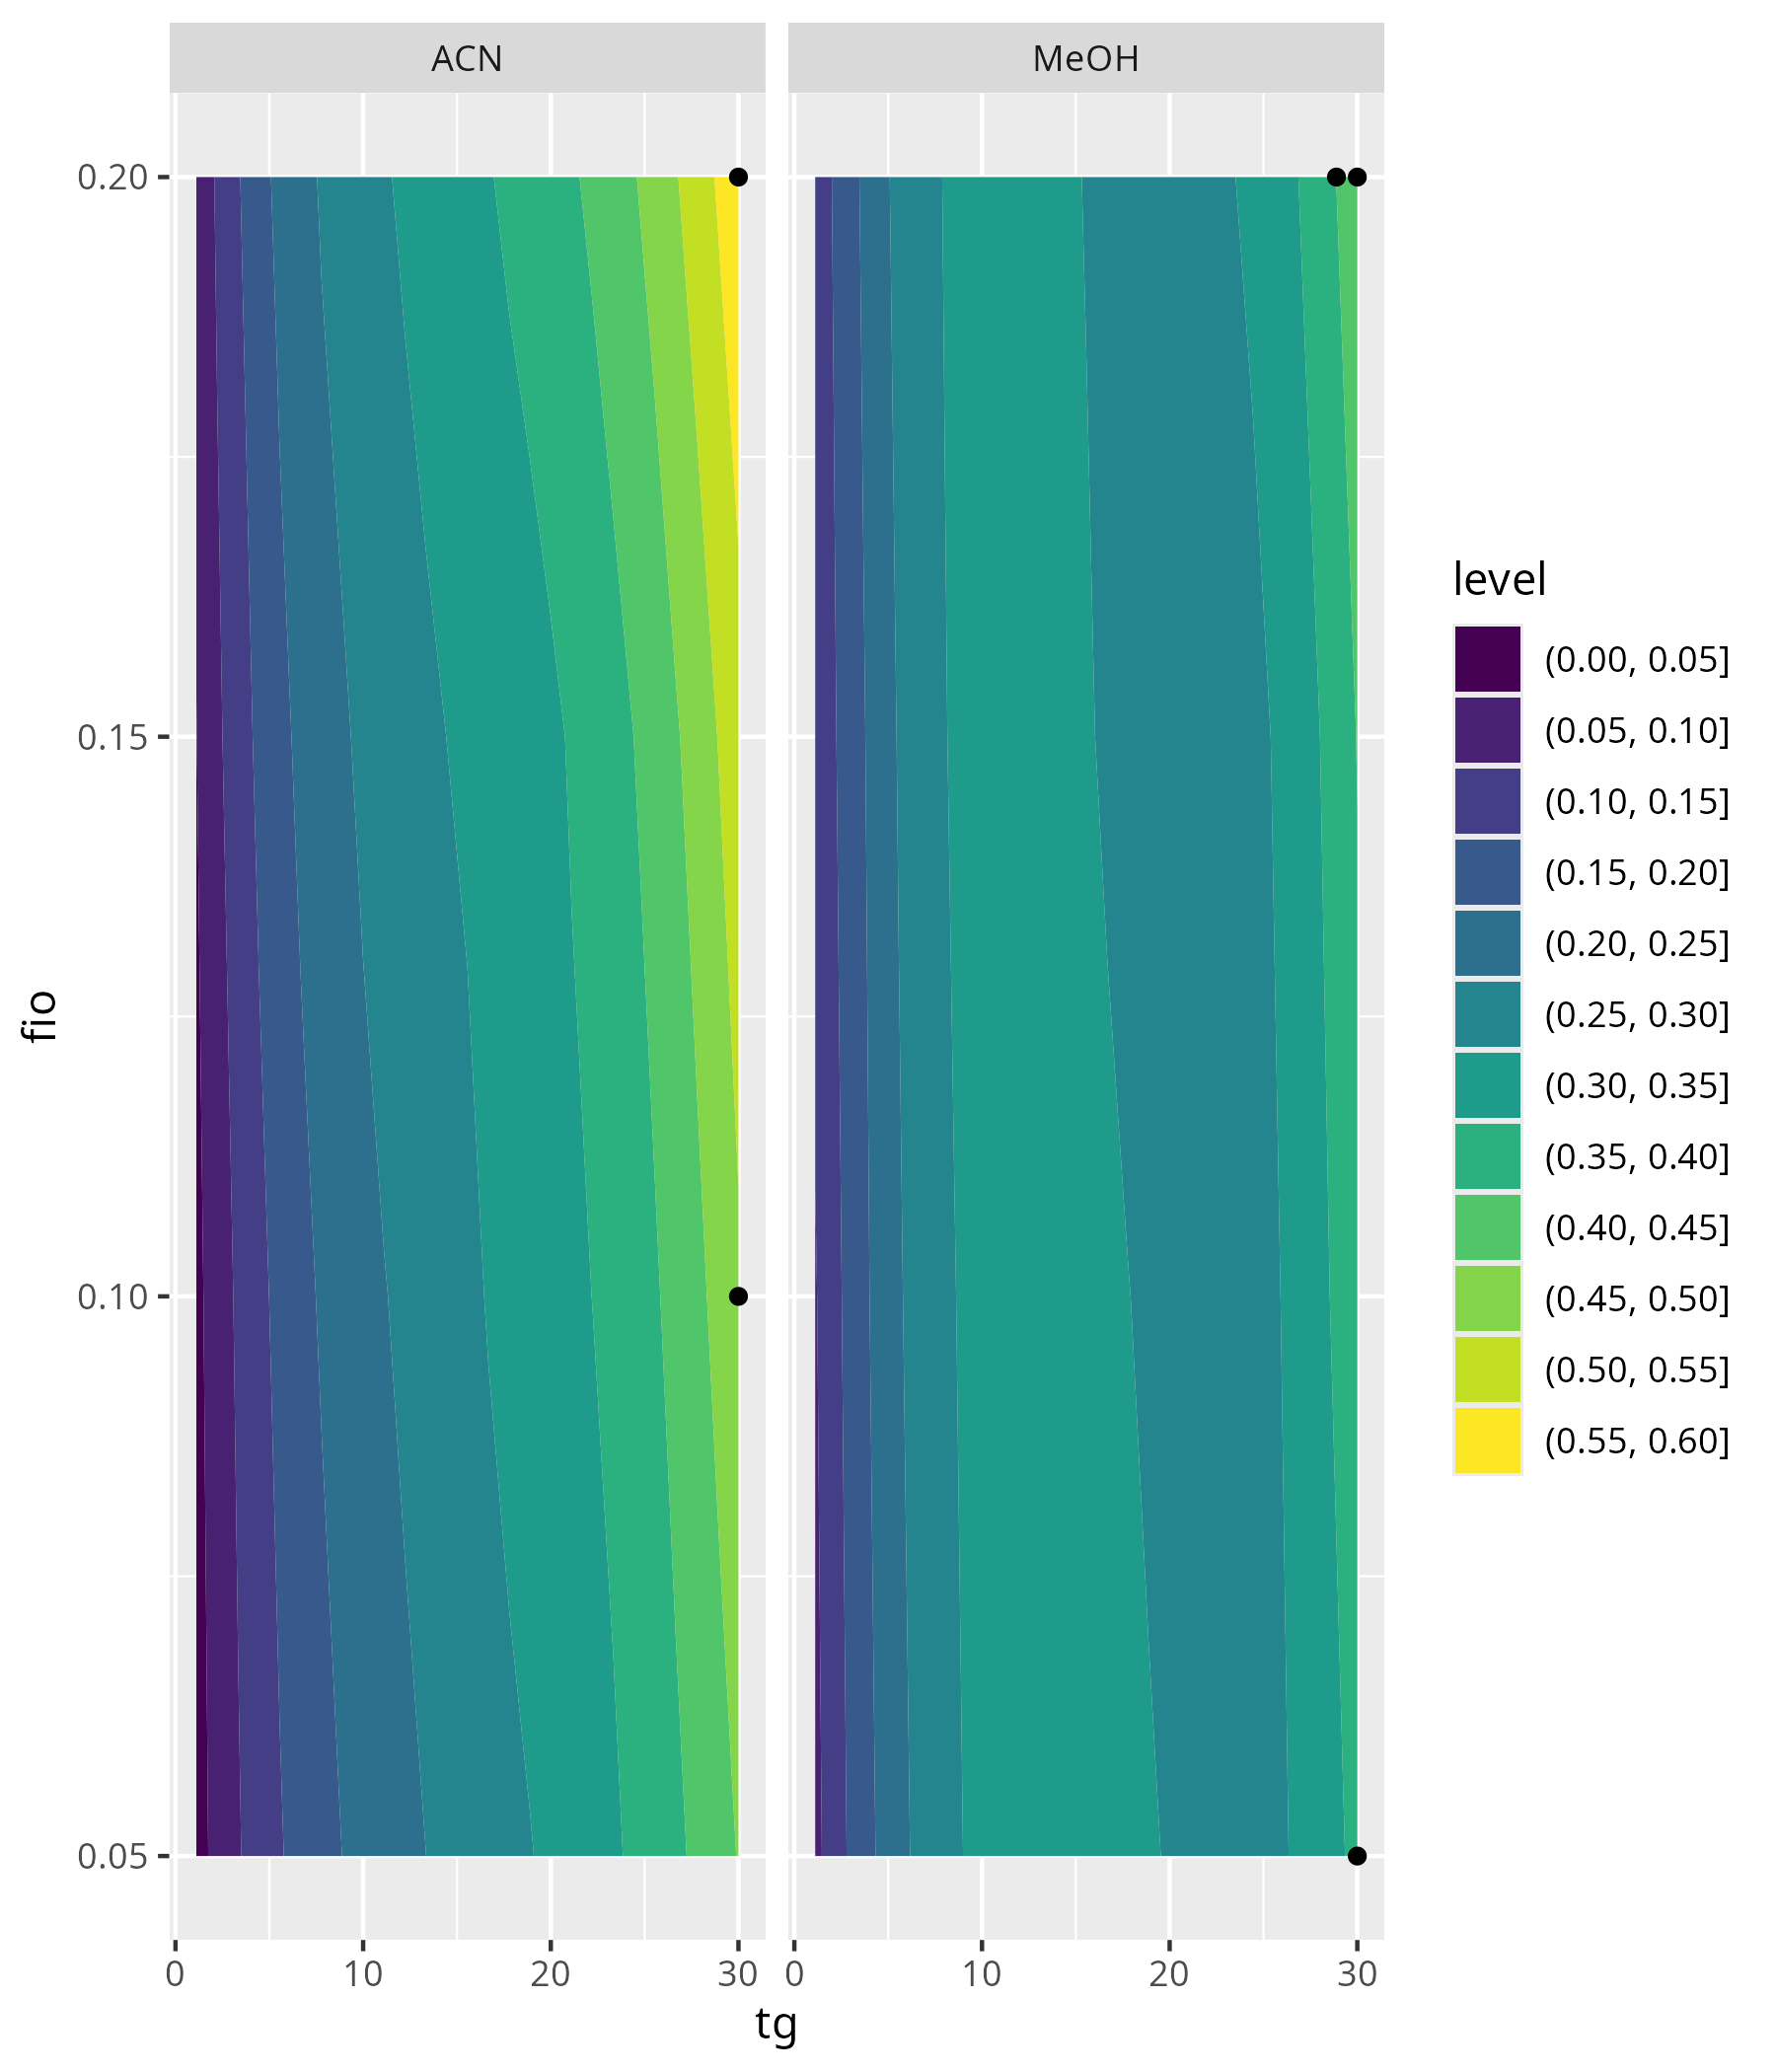 ACN
MeOH
0.20
0.15
0.10
0.05
fio
0 10 20 30
0 10 20 30
tg
level
(0.00, 0.05]
(0.05, 0.10]
(0.10, 0.15]
(0.15, 0.20]
(0.20, 0.25]
(0.25, 0.30]
(0.30, 0.35]
(0.35, 0.40]
(0.40, 0.45]
(0.45, 0.50]
(0.50, 0.55]
(0.55, 0.60]